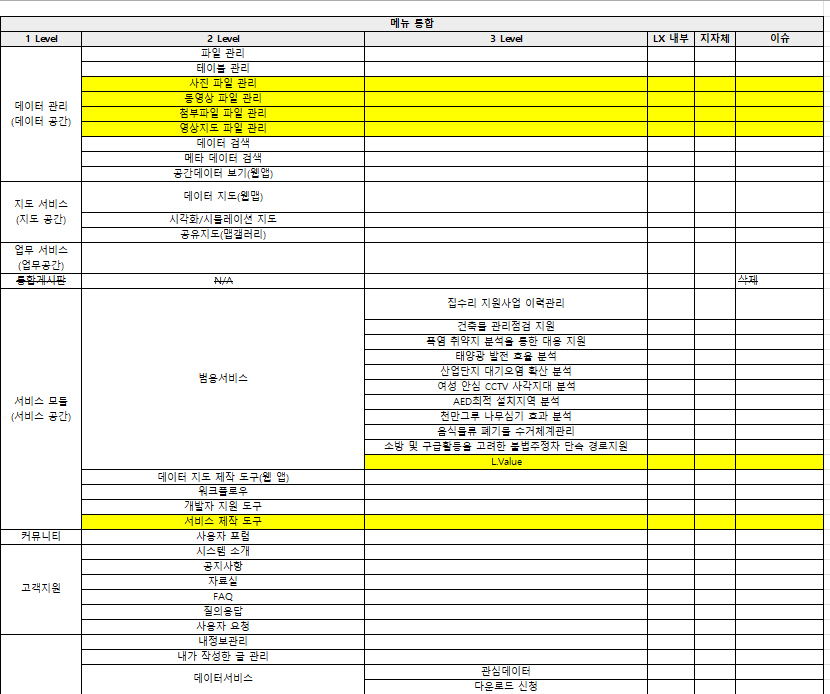 메뉴 통합
1 Level 2 Level 3 Level LX 내부 지자체 이슈
데이터 관리
(데이터 공간)
파일 관리
테이블 관리
사진 파일 관리
동영상 파일 관리
첨부파일 파일 관리
영상지도 파일 관리
데이터 검색
메타 데이터 검색
공간데이터 보기(웹앱)
지도 서비스
(지도 공간)
데이터 지도(웹맵)
시각화/시뮬레이션 지도
공유지도(맵갤러리)
업무 서비스
(업무공간)
통합게시판 N/A 삭제
서비스 모듈
(서비스 공간)
범용서비스
집수리 지원사업 이력관리
건축물 관리점검 지원
폭염 취약지 분석을 통한 대응 지원
태양광 발전 효율 분석
산업단지 대기오염 확산 분석
여성 안심 CCTV 사각지대 분석
AED최적 설치지역 분석
천만그루 나무심기 효과 분석
음식물류 폐기물 수거체계관리
소방 및 구급활동을 고려한 불법주정차 단속 경로지원
L.Value
데이터 지도 제작 도구(웹 앱)
워크플로우
개발자 지원 도구
서비스 제작 도구
커뮤니티 사용자 포럼
고객지원
시스템 소개
공지사항
자료실
FAQ
질의응답
사용자 요청
내정보관리
내가 작성한 글 관리
데이터서비스
관심데이터
다운로드 신청